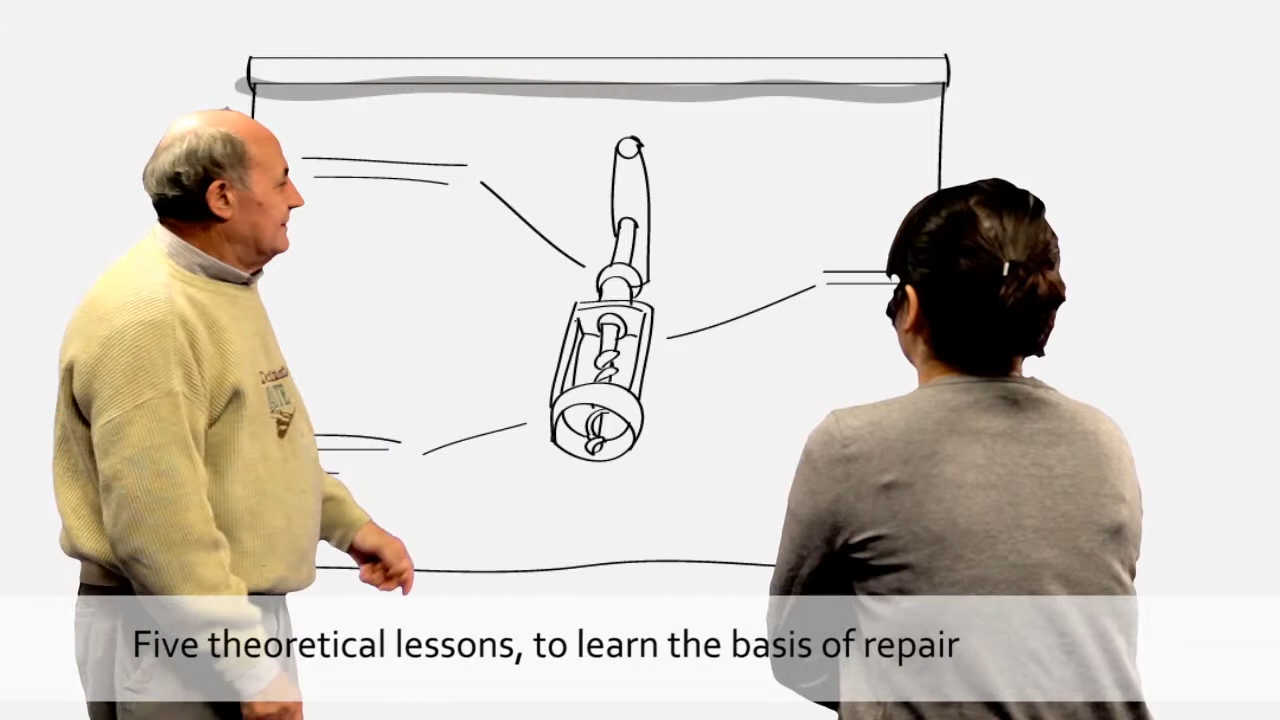 Five theoretical lessons, to learn the basis of repair